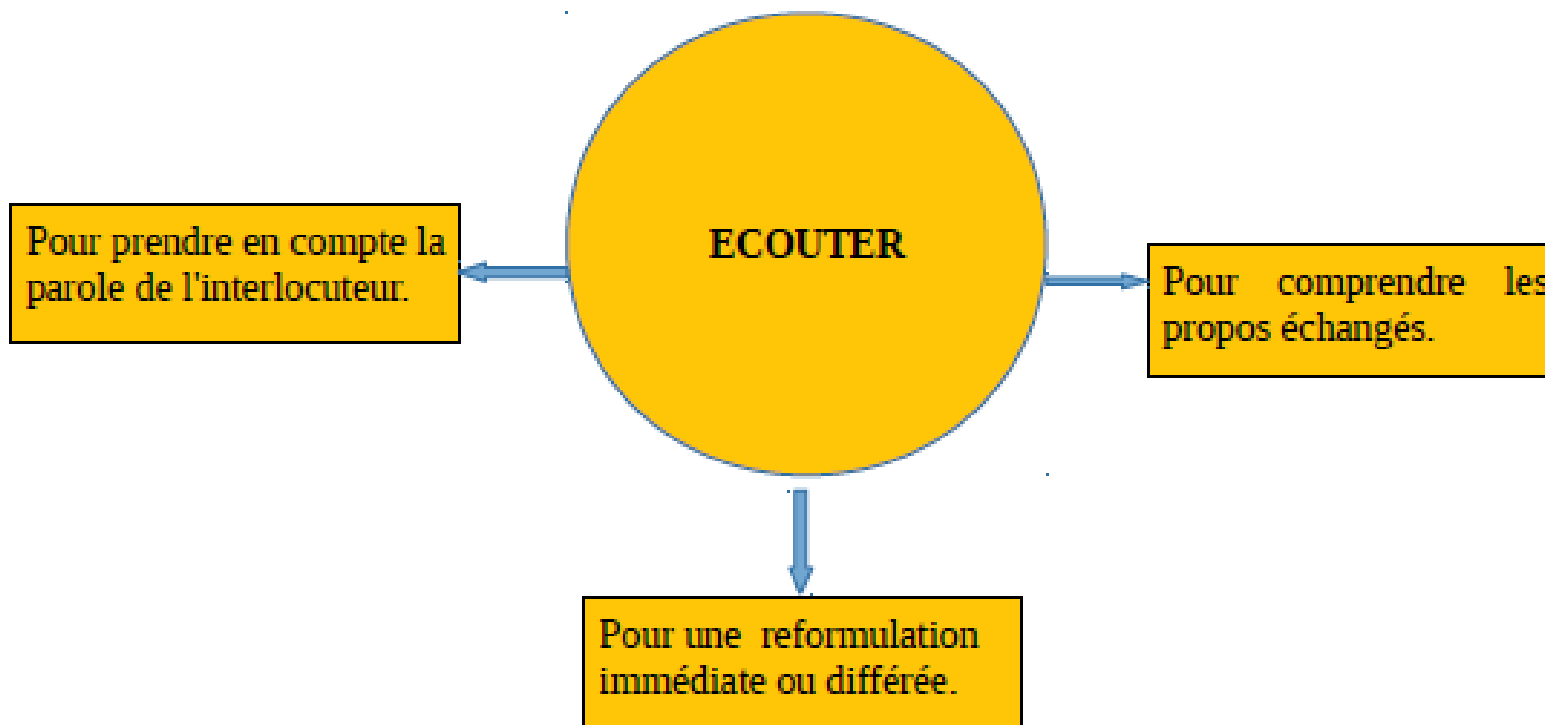 ECOUTER
Pour prendre en compte la
parole de l'interlocuteur.
Pour comprendre les
propos échangés.
Pour une reformulation
immédiate ou différée.